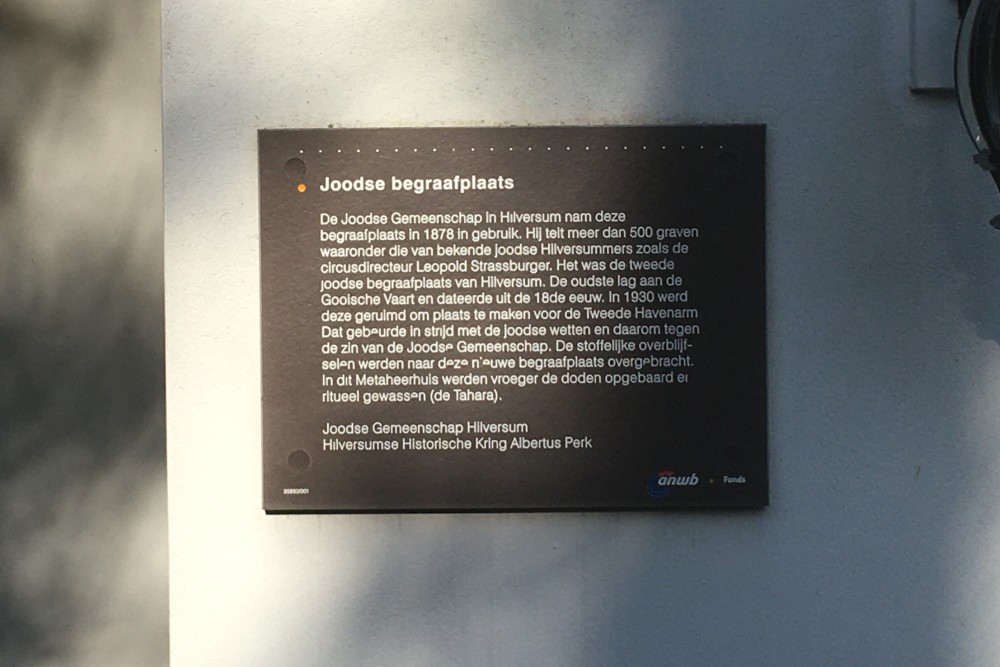 Joodse begraafplaats
De Joodse Gemeenschap in Hilversum nam deze
begraafplaats in 1878 in gebruik. Hij telt meer dan 500 graven
waaronder die van bekende joodse Hilversummers zoals de
circusdirecteur Leopold Strassburger. Het was de tweede
joodse begraafplaats van Hilversum. De oudste lag aan de
Gooische Vaart en dateerde uit de 18de eeuw. In 1930 werd
deze geruimd om plaats te maken voor de Tweede Havenarm
Dat gebeurde in strijd met de joodse wetten en daarom tegen
de zin van de Joodse Gemeenschap. De stoffelijke overblijf-
selen werden naar deze nieuwe begraafplaats overgebracht.
In dit Metaheerhuis werden vroeger de doden opgebaard en
ritueel gewassen (de Tahara).
Joodse Gemeenschap Hilversum
Hilversumse Historische Kring Albertus Perk
anwb Fonds